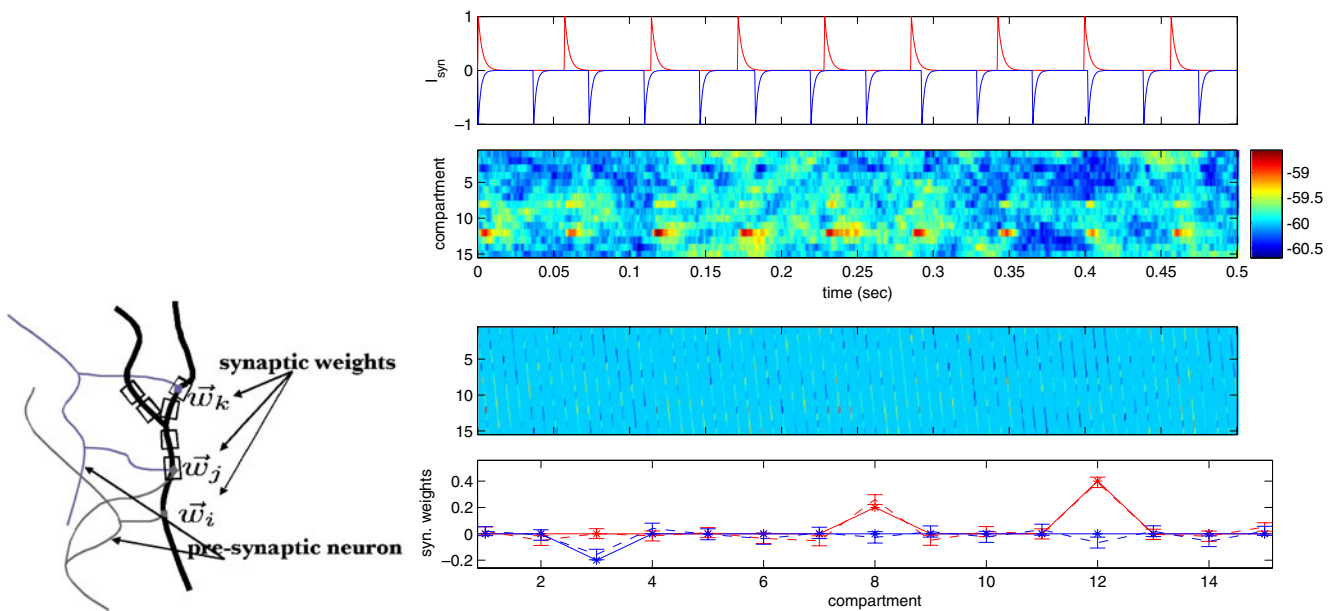 synaptic weights
w⃗k
w⃗j
w⃗i
pre-synaptic neuron
1
0
−1
Isyn
5
10
15
compartment
0 0.05 0.1 0.15 0.2 0.25 0.3 0.35 0.4 0.45 0.5
time (sec)
-59
-59.5
-60
-60.5
5
10
15
0.4
0.2
0
−0.2
syn. weights
2 4 6 8 10 12 14
compartment